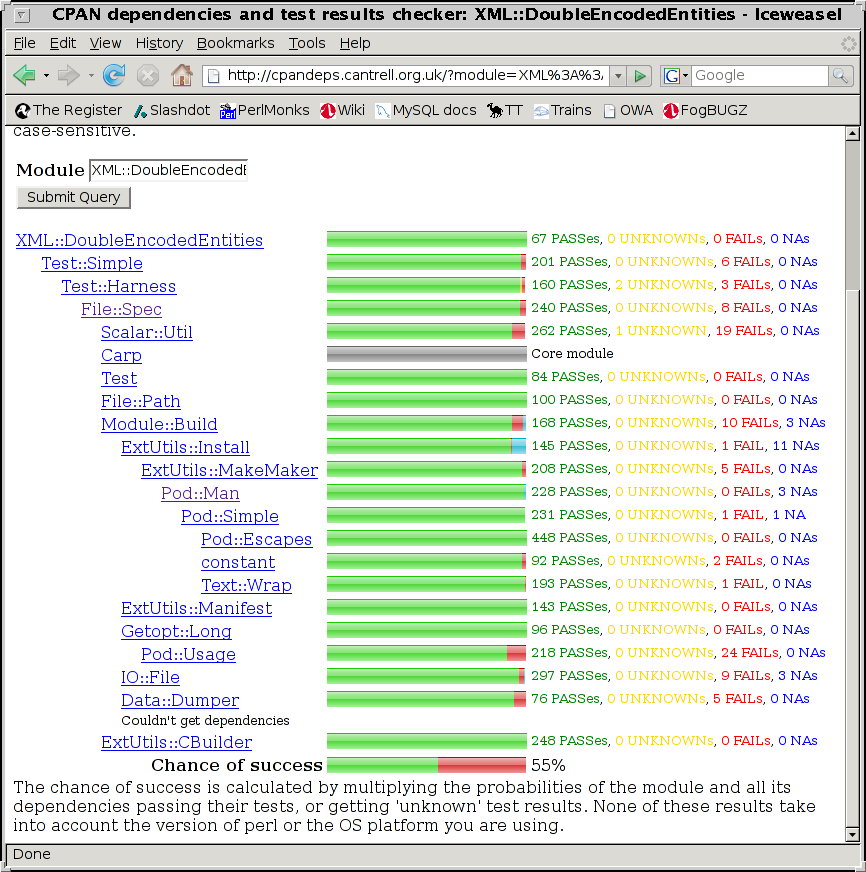 CPAN dependencies and test results checker: XML::DoubleEncodedEntities - Iceweasel
File Edit View History Bookmarks Tools Help
http://cpandeps.cantrell.org.uk/?module=XML%3A%3A Google
The Register Slashdot PerlMonks Wiki MySQL docs TT Trains OWA FogBUGZ
case-sensitive.
Module XML::DoubleEncodedE
Submit Query
XML::DoubleEncodedEntities 67 PASSes, 0 UNKNOWNs, 0 FAILs, 0 NAs
Test::Simple 201 PASSes, 0 UNKNOWNs, 6 FAILs, 0 NAs
Test::Harness 160 PASSes, 2 UNKNOWNs, 3 FAILs, 0 NAs
File::Spec 240 PASSes, 0 UNKNOWNs, 8 FAILs, 0 NAs
Scalar::Util 262 PASSes, 1 UNKNOWN, 19 FAILs, 0 NAs
Carp Core module
Test 84 PASSes, 0 UNKNOWNs, 0 FAILs, 0 NAs
File::Path 100 PASSes, 0 UNKNOWNs, 0 FAILs, 0 NAs
Module::Build 168 PASSes, 0 UNKNOWNs, 10 FAILs, 3 NAs
ExtUtils::Install 145 PASSes, 0 UNKNOWNs, 1 FAIL, 11 NAs
ExtUtils::MakeMaker 208 PASSes, 0 UNKNOWNs, 5 FAILs, 0 NAs
Pod::Man 228 PASSes, 0 UNKNOWNs, 0 FAILs, 3 NAs
Pod::Simple 231 PASSes, 0 UNKNOWNs, 1 FAIL, 1 NA
Pod::Escapes 448 PASSes, 0 UNKNOWNs, 0 FAILs, 0 NAs
constant 92 PASSes, 0 UNKNOWNs, 2 FAILs, 0 NAs
Text::Wrap 193 PASSes, 0 UNKNOWNs, 1 FAIL, 0 NAs
ExtUtils::Manifest 143 PASSes, 0 UNKNOWNs, 0 FAILs, 0 NAs
Getopt::Long 96 PASSes, 0 UNKNOWNs, 0 FAILs, 0 NAs
Pod::Usage 218 PASSes, 0 UNKNOWNs, 24 FAILs, 0 NAs
IO::File 297 PASSes, 0 UNKNOWNs, 9 FAILs, 3 NAs
Data::Dumper 76 PASSes, 0 UNKNOWNs, 5 FAILs, 0 NAs
Couldn't get dependencies
ExtUtils::CBuilder 248 PASSes, 0 UNKNOWNs, 0 FAILs, 0 NAs
Chance of success 55%
The chance of success is calculated by multiplying the probabilities of the module and all its
dependencies passing their tests, or getting 'unknown' test results. None of these results take
into account the version of perl or the OS platform you are using.
Done